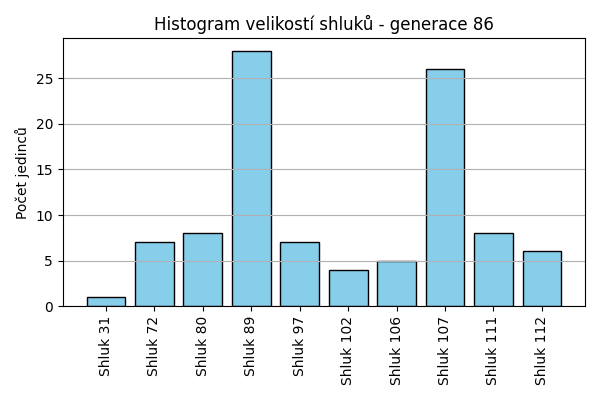 Histogram velikostí shluků - generace 86
Počet jedinců
25
20
15
10
5
0
Shluk 31
Shluk 72
Shluk 80
Shluk 89
Shluk 97
Shluk 102
Shluk 106
Shluk 107
Shluk 111
Shluk 112